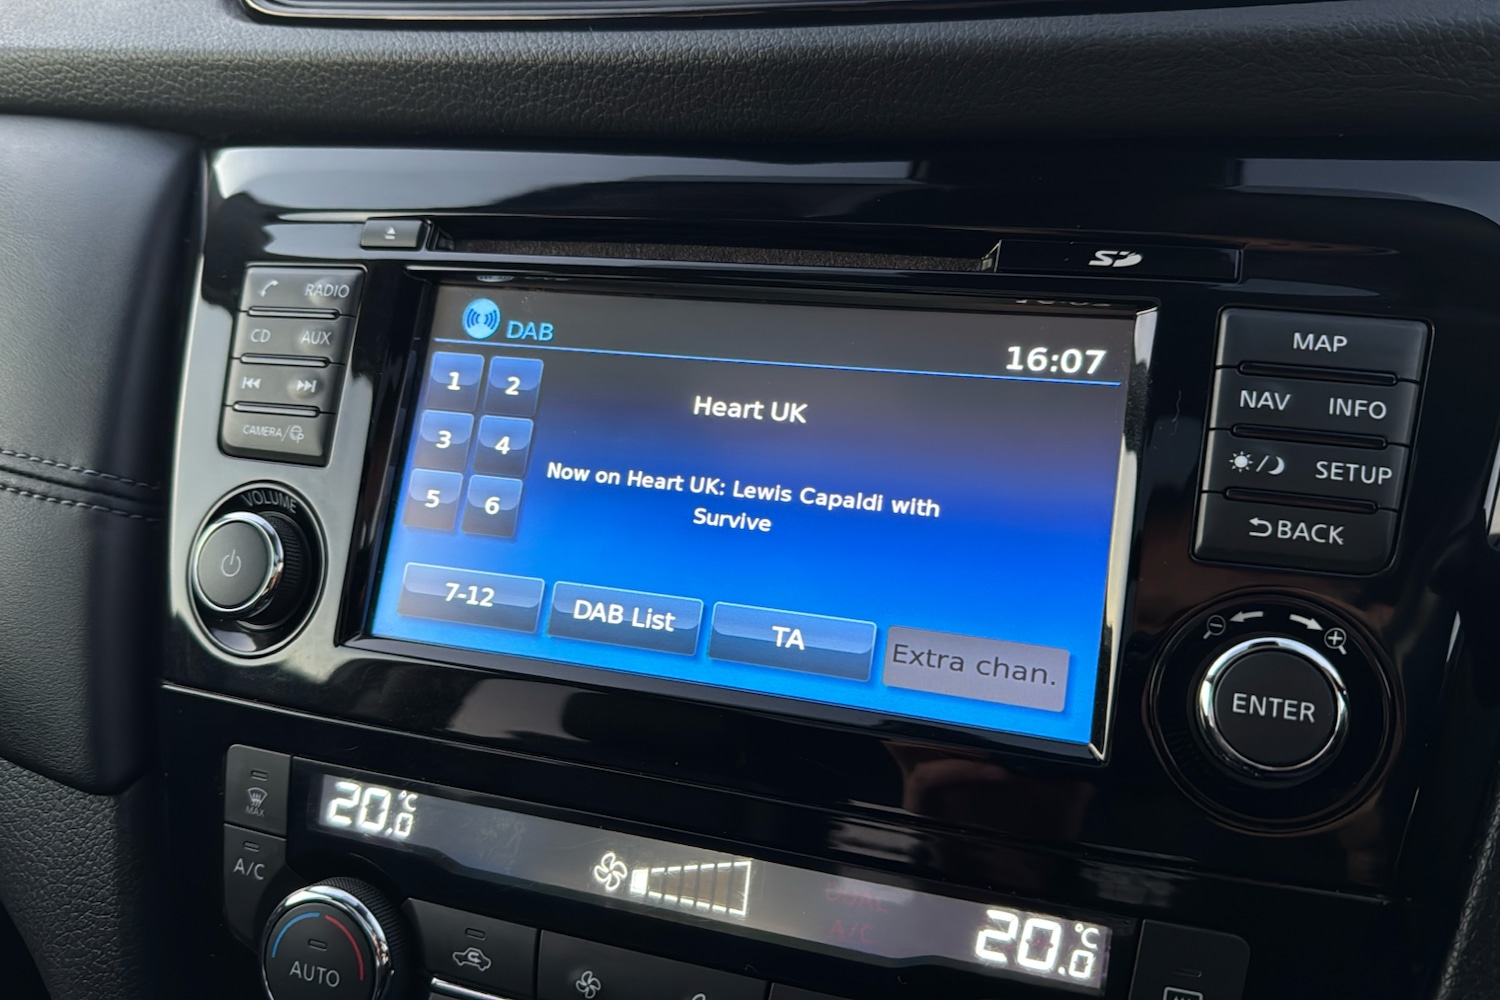 SD
RADIO
CD AUX
CAMERA/
VOLUME
DAB
16:07
1 2
3 4
5 6
Heart UK
Now on Heart UK: Lewis Capaldi with
Survive
7-12
DAB List
TA
Extra chan.
MAP
NAV INFO
SETUP
BACK
ENTER
MAX
A/C
20.0°C
20.0°C
AUTO